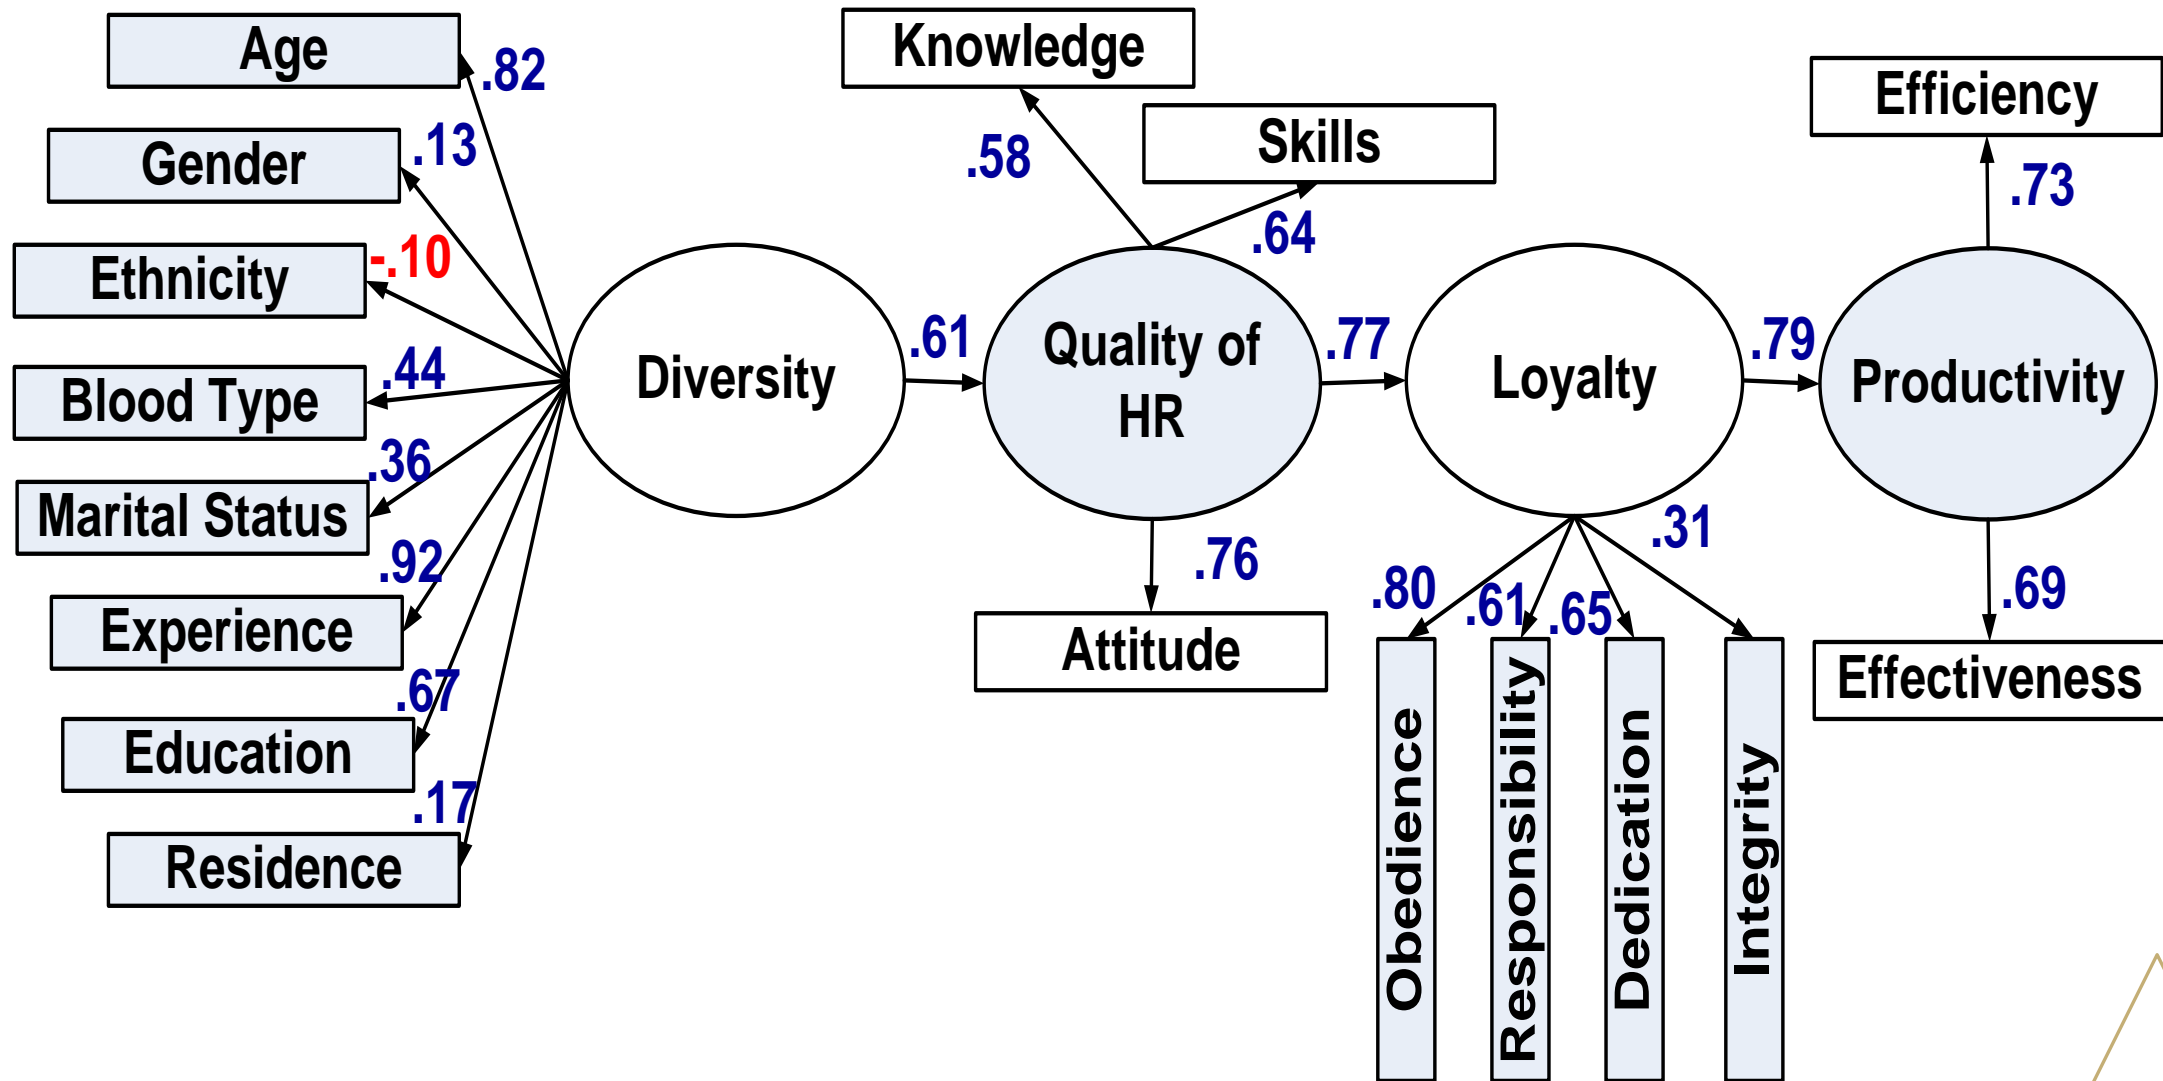 Age
.82
Gender
.13
Ethnicity
-.10
Blood Type
.44
Marital Status
.36
Experience
.92
Education
.67
Residence
.17
Diversity
.61
Knowledge
.58
Skills
.64
Quality of
HR
.76
Attitude
.77
Loyalty
.80
.61
.65
.31
Obedience
Responsibility
Dedication
Integrity
.79
Productivity
Efficiency
.73
.69
Effectiveness